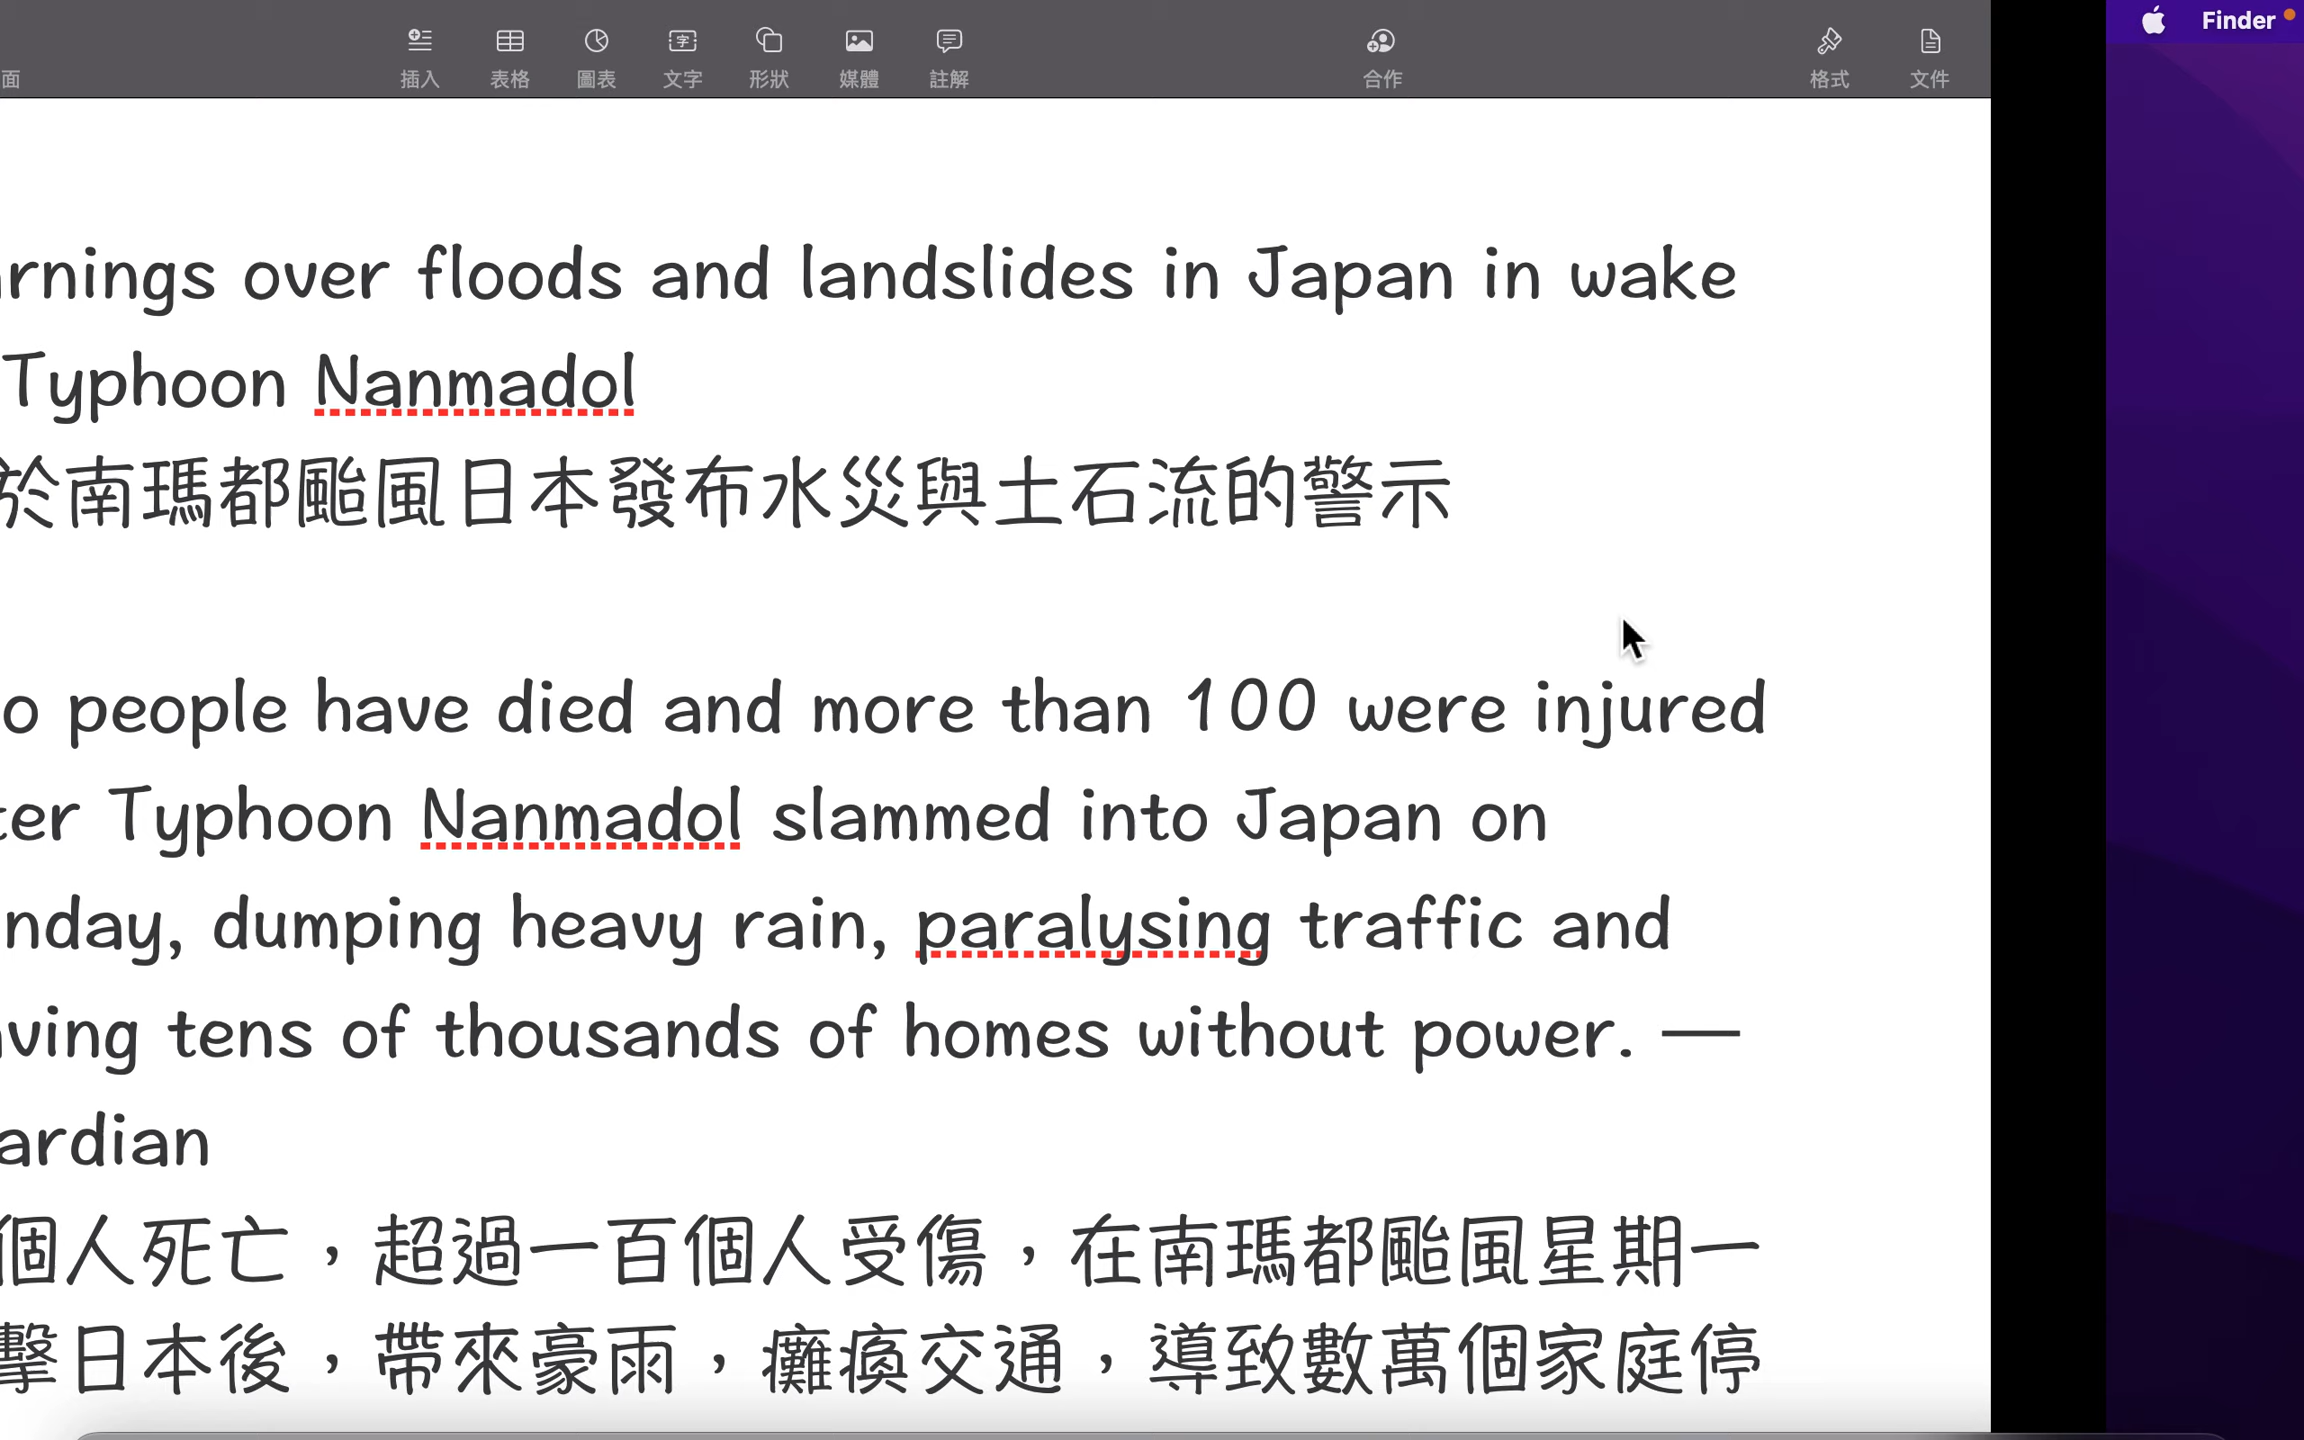 面 插入 表格 圖表 文字 形狀 媒體 註解 合作 格式 文件 Finder
rnings over floods and landslides in Japan in wake
Typhoon Nanmadol
於南瑪都颱風日本發布水災與土石流的警示
o people have died and more than 100 were injured
ter Typhoon Nanmadol slammed into Japan on
nday, dumping heavy rain, paralysing traffic and
ving tens of thousands of homes without power. —
ardian
個人死亡，超過一百個人受傷，在南瑪都颱風星期一
擊日本後，帶來豪雨，癱瘓交通，導致數萬個家庭停